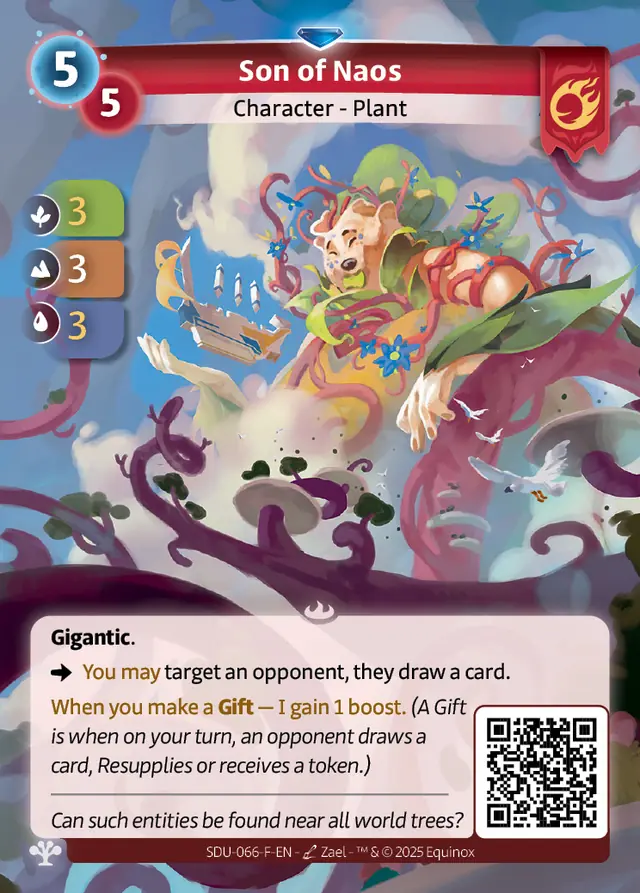 5
5
Son of Naos
Character - Plant
3
3
3
Gigantic.
You may target an opponent, they draw a card.
When you make a Gift — I gain 1 boost. (A Gift
is when on your turn, an opponent draws a
card, Resupplies or receives a token.)
Can such entities be found near all world trees?
SDU-066-F-EN - Zael - ™ & © 2025 Equinox